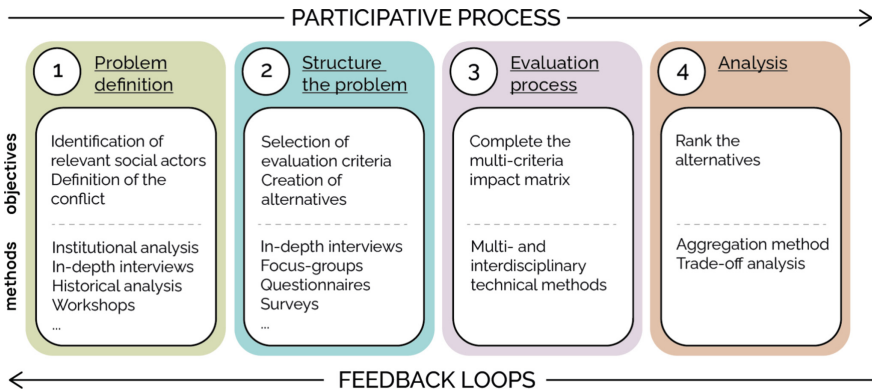 PARTICIPATIVE PROCESS
1
Problem
definition
2
Structure
the problem
3
Evaluation
process
4
Analysis
objectives
Identification of
relevant social actors
Definition of the
conflict
Selection of
evaluation criteria
Creation of
alternatives
Complete the
multi-criteria
impact matrix
Rank the
alternatives
methods
Institutional analysis
In-depth interviews
Historical analysis
Workshops
...
In-depth interviews
Focus-groups
Questionnaires
Surveys
...
Multi- and
interdisciplinary
technical methods
Aggregation method
Trade-off analysis
FEEDBACK LOOPS